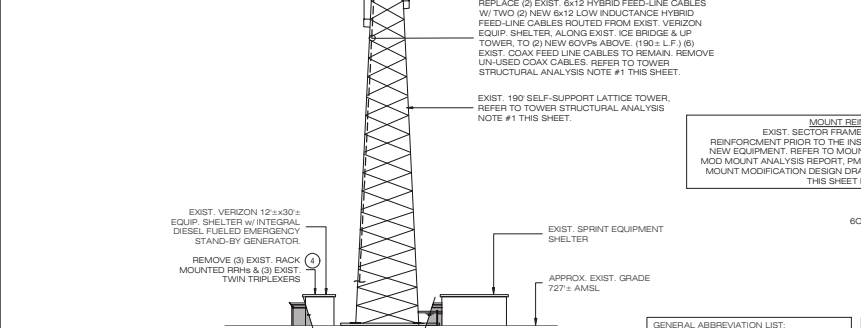 REPLACE (2) EXIST. 6x12 HYBRID FEED-LINE CABLES
W/ TWO (2) NEW 6x12 LOW INDUCTANCE HYBRID
FEED-LINE CABLES ROUTED FROM EXIST. VERIZON
EQUIP. SHELTER, ALONG EXIST. ICE BRIDGE & UP
TOWER, TO (2) NEW 6OVPs ABOVE. (190± L.F.) (6)
EXIST. COAX FEED LINE CABLES TO REMAIN. REMOVE
UN-USED COAX CABLES. REFER TO TOWER
STRUCTURAL ANALYSIS NOTE #1 THIS SHEET.
EXIST. 190' SELF-SUPPORT LATTICE TOWER,
REFER TO TOWER STRUCTURAL ANALYSIS
NOTE #1 THIS SHEET.
MOUNT REIN
EXIST. SECTOR FRAME
REINFORCMENT PRIOR TO THE INS
NEW EQUIPMENT. REFER TO MOUN
MOD MOUNT ANALYSIS REPORT, PM
MOUNT MODIFICATION DESIGN DRA
THIS SHEET
EXIST. VERIZON 12'±x30'±
EQUIP. SHELTER w/ INTEGRAL
DIESEL FUELED EMERGENCY
STAND-BY GENERATOR.
REMOVE (3) EXIST. RACK
MOUNTED RRHs & (3) EXIST.
TWIN TRIPLEXERS
4
EXIST. SPRINT EQUIPMENT
SHELTER
APPROX. EXIST. GRADE
727'± AMSL
GENERAL ABBREVIATION LIST: